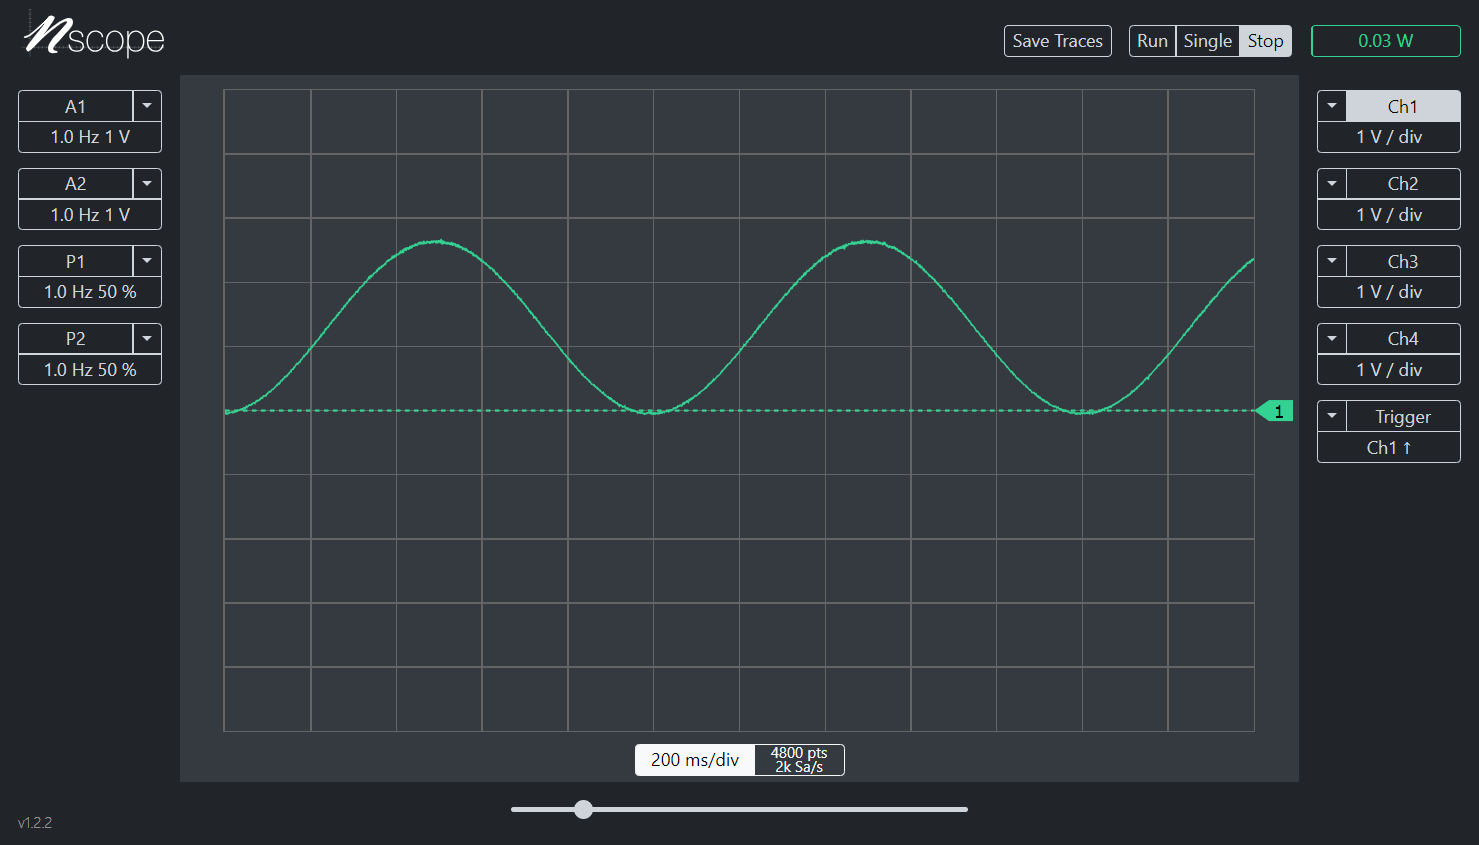 nscope
Save Traces
Run
Single
Stop
0.03 W
A1
1.0 Hz 1 V
A2
1.0 Hz 1 V
P1
1.0 Hz 50 %
P2
1.0 Hz 50 %
1
Ch1
1 V / div
Ch2
1 V / div
Ch3
1 V / div
Ch4
1 V / div
Trigger
Ch1 ↑
200 ms/div
4800 pts
2k Sa/s
v1.2.2